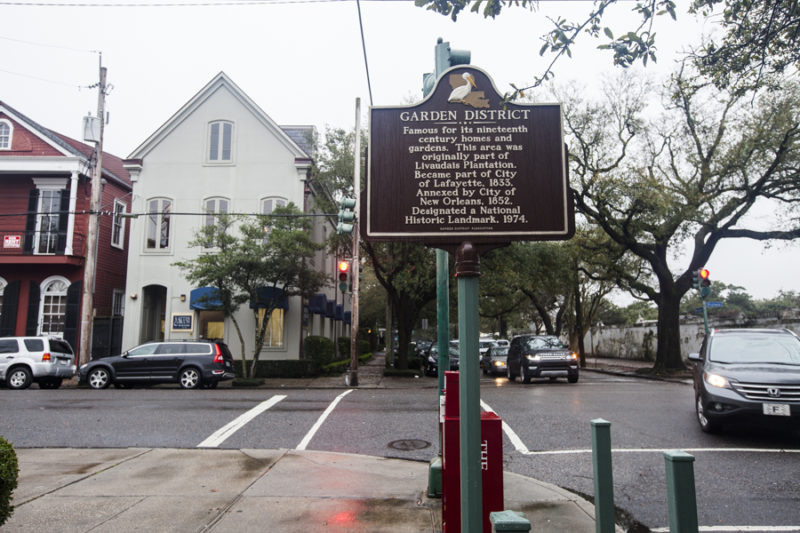 GARDEN DISTRICT
Famous for its nineteenth
century homes and
gardens. This area was
originally part of
Livaudais Plantation.
Became part of City
of Lafayette, 1833.
Annexed by City of
New Orleans, 1852.
Designated a National
Historic Landmark, 1974.
THE